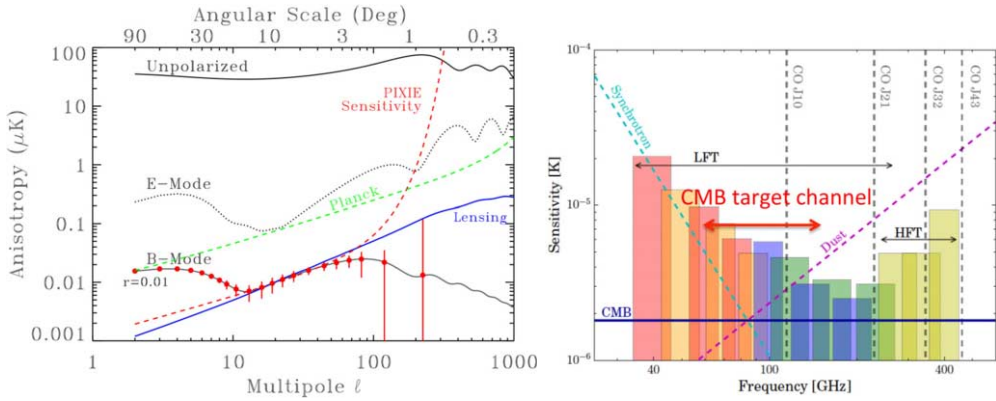 Angular Scale (Deg)
90 30 10 3 1 0.3
100
10
1
0.1
0.01
0.001
Anisotropy (μK)
Unpolarized
PIXIE
Sensitivity
E-Mode
Planck
Lensing
B-Mode
r=0.01
1 10 100 1000
Multipole ℓ
10⁻⁴
10⁻⁵
10⁻⁶
Sensitivity [K]
Synchrotron
CO J10
CO J21
CO J32
CO J43
LFT
CMB target channel
Dust
HFT
CMB
40 100 400
Frequency [GHz]